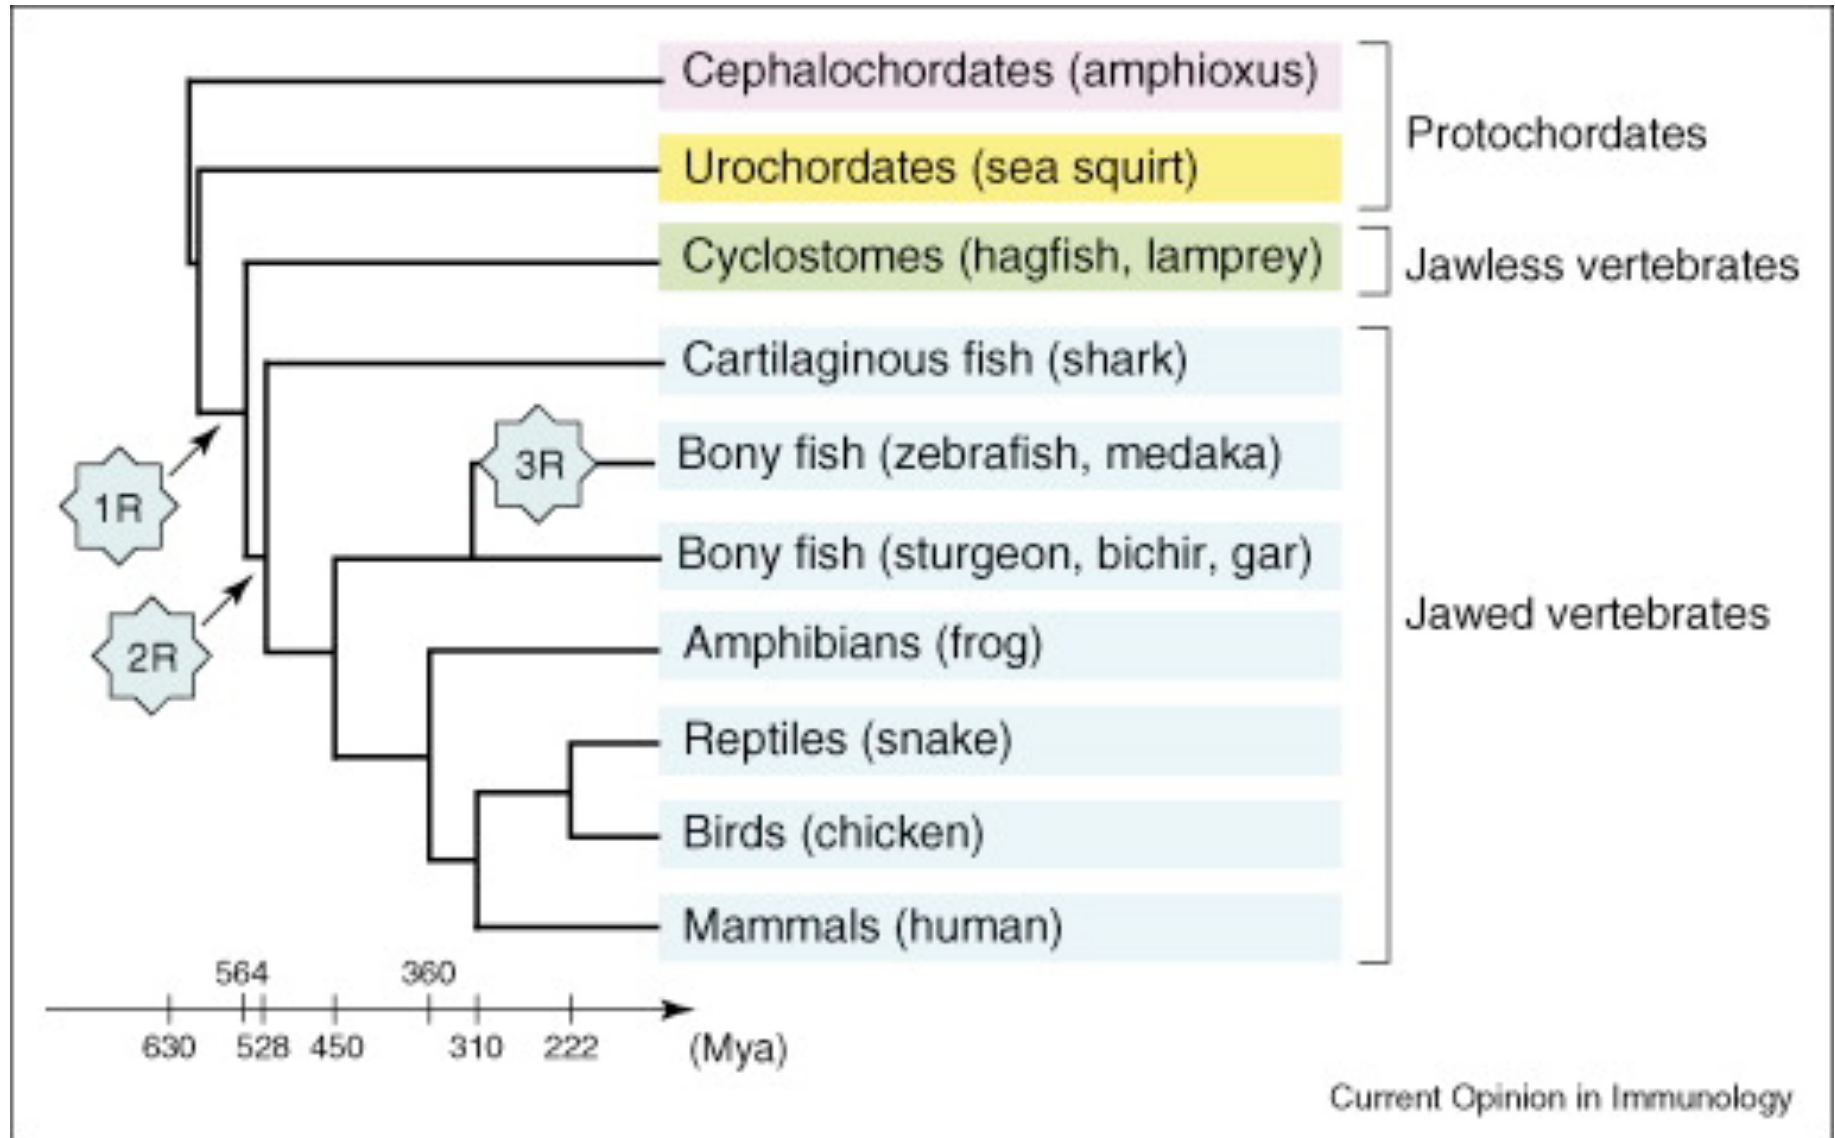 Cephalochordates (amphioxus)
Protochordates
Urochordates (sea squirt)
Cyclostomes (hagfish, lamprey)
Jawless vertebrates
Cartilaginous fish (shark)
3R
Bony fish (zebrafish, medaka)
1R
Bony fish (sturgeon, bichir, gar)
Jawed vertebrates
2R
Amphibians (frog)
Reptiles (snake)
Birds (chicken)
Mammals (human)
564 360
630 528 450 310 222 (Mya)
Current Opinion in Immunology